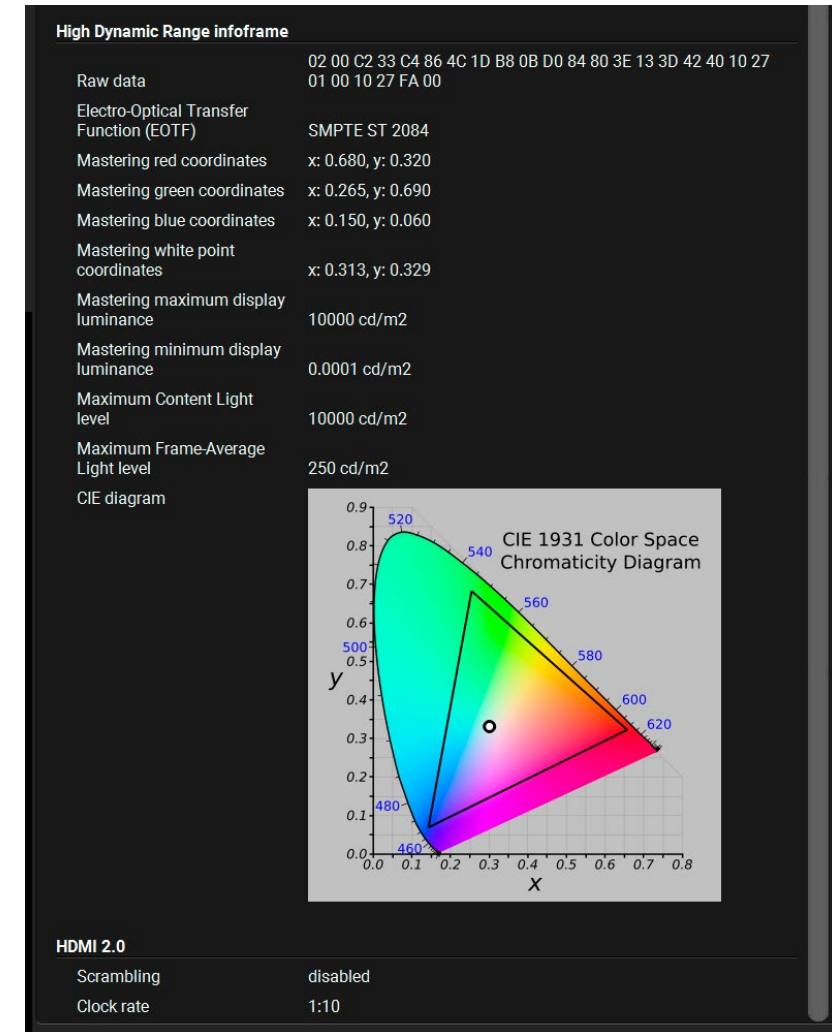 High Dynamic Range infoframe
Raw data
02 00 C2 33 C4 86 4C 1D B8 0B D0 84 80 3E 13 3D 42 40 10 27
01 00 10 27 FA 00
Electro-Optical Transfer
Function (EOTF)
SMPTE ST 2084
Mastering red coordinates
x: 0.680, y: 0.320
Mastering green coordinates
x: 0.265, y: 0.690
Mastering blue coordinates
x: 0.150, y: 0.060
Mastering white point
coordinates
x: 0.313, y: 0.329
Mastering maximum display
luminance
10000 cd/m2
Mastering minimum display
luminance
0.0001 cd/m2
Maximum Content Light
level
10000 cd/m2
Maximum Frame-Average
Light level
250 cd/m2
CIE diagram
CIE 1931 Color Space
Chromaticity Diagram
0.9
0.8
0.7
0.6
0.5
0.4
0.3
0.2
0.1
0.0
y
520
540
560
580
600
620
500
480
460
0.0 0.1 0.2 0.3 0.4 0.5 0.6 0.7 0.8
x
HDMI 2.0
Scrambling
disabled
Clock rate
1:10